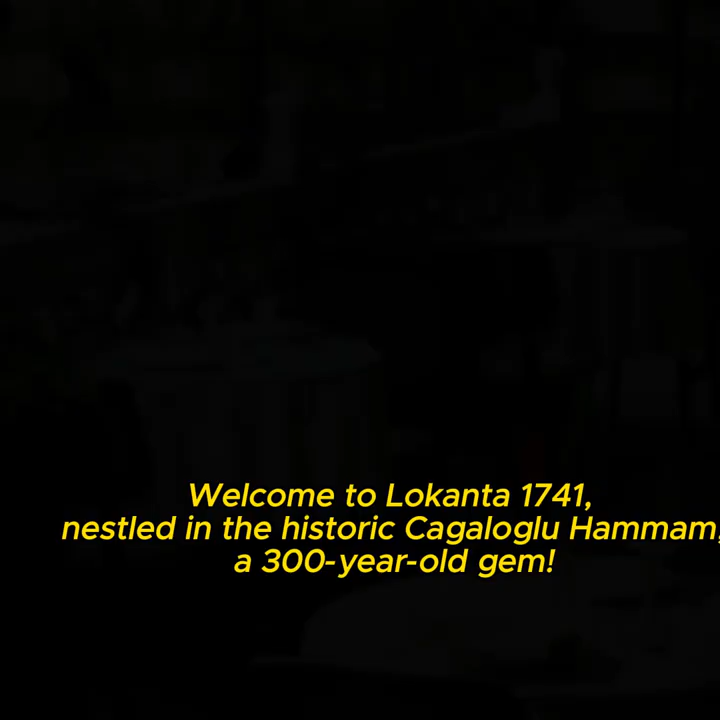 Welcome to Lokanta 1741,
nestled in the historic Cagaloglu Hammam,
a 300-year-old gem!